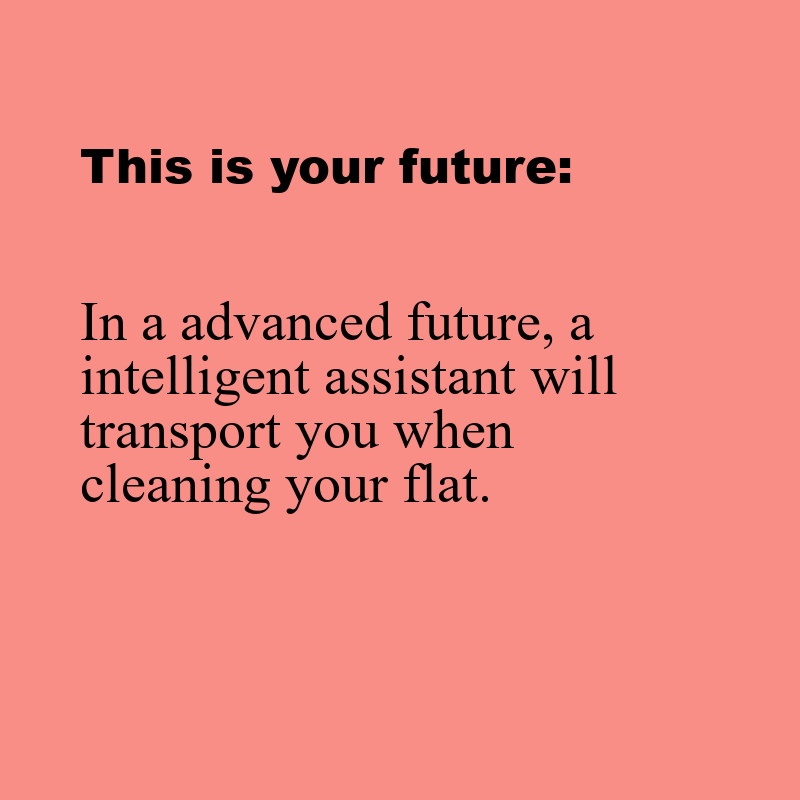 This is your future:
In a advanced future, a
intelligent assistant will
transport you when
cleaning your flat.